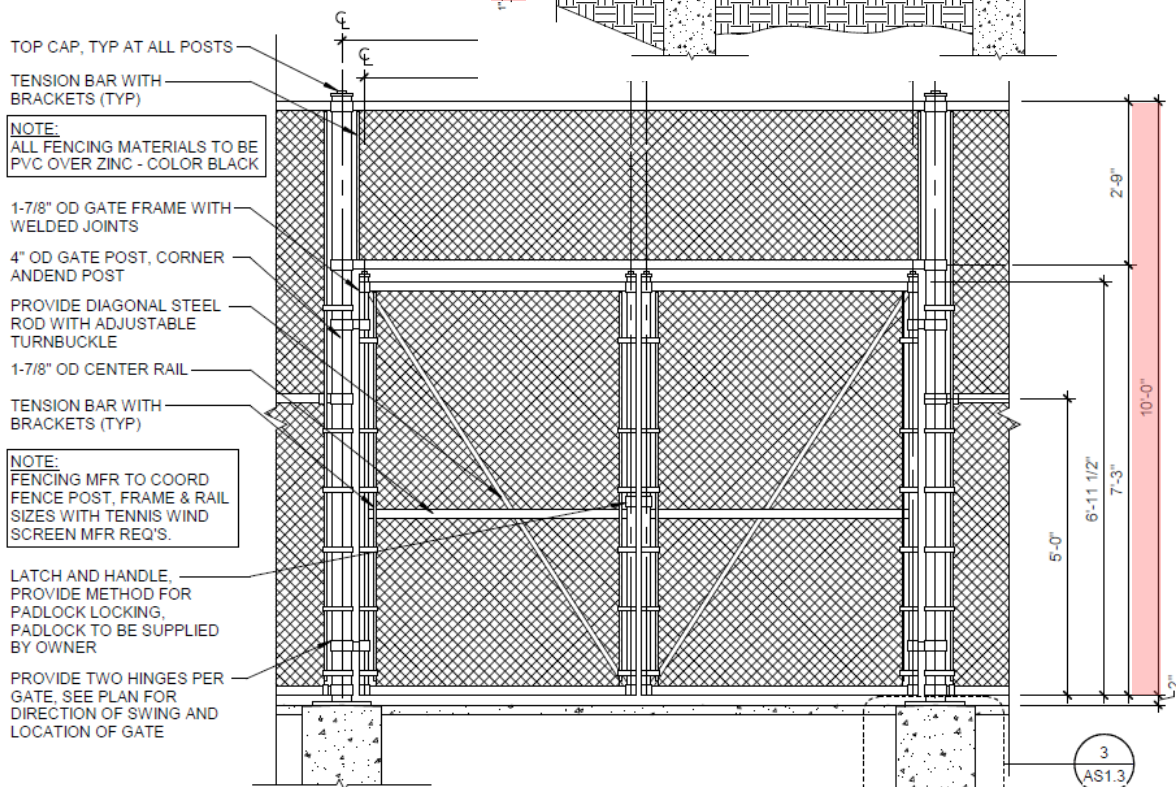 1"
℄
℄
TOP CAP, TYP AT ALL POSTS
TENSION BAR WITH
BRACKETS (TYP)
NOTE:
ALL FENCING MATERIALS TO BE
PVC OVER ZINC - COLOR BLACK
1-7/8" OD GATE FRAME WITH
WELDED JOINTS
4" OD GATE POST, CORNER
ANDEND POST
PROVIDE DIAGONAL STEEL
ROD WITH ADJUSTABLE
TURNBUCKLE
1-7/8" OD CENTER RAIL
TENSION BAR WITH
BRACKETS (TYP)
NOTE:
FENCING MFR TO COORD
FENCE POST, FRAME & RAIL
SIZES WITH TENNIS WIND
SCREEN MFR REQ'S.
LATCH AND HANDLE,
PROVIDE METHOD FOR
PADLOCK LOCKING,
PADLOCK TO BE SUPPLIED
BY OWNER
PROVIDE TWO HINGES PER
GATE, SEE PLAN FOR
DIRECTION OF SWING AND
LOCATION OF GATE
2'-9"
10'-0"
6'-11 1/2"
7'-3"
5'-0"
2"
3
AS1.3